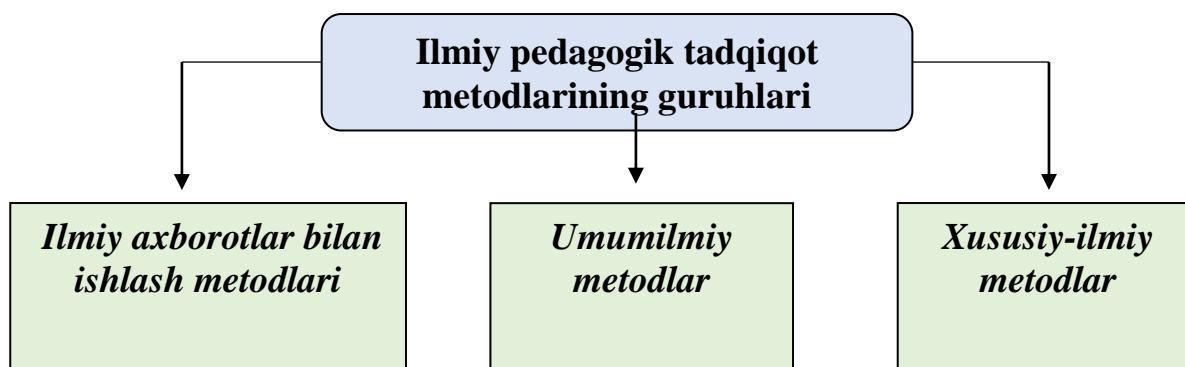 Ilmiy pedagogik tadqiqot
metodlarining guruhlari
Ilmiy axborotlar bilan
ishlash metodlari
Umumilmiy
metodlar
Xususiy-ilmiy
metodlar